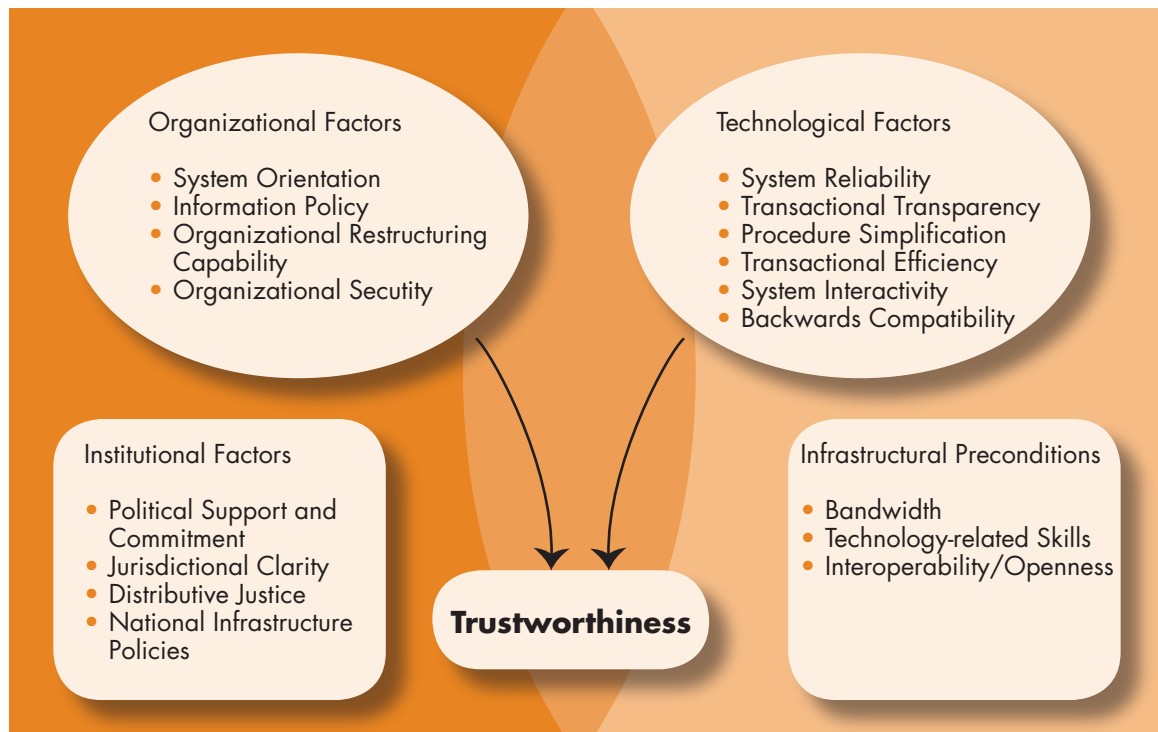 Organizational Factors
• System Orientation
• Information Policy
• Organizational Restructuring
Capability
• Organizational Secutity
Technological Factors
• System Reliability
• Transactional Transparency
• Procedure Simplification
• Transactional Efficiency
• System Interactivity
• Backwards Compatibility
Institutional Factors
• Political Support and
Commitment
• Jurisdictional Clarity
• Distributive Justice
• National Infrastructure
Policies
Trustworthiness
Infrastructural Preconditions
• Bandwidth
• Technology-related Skills
• Interoperability/Openness